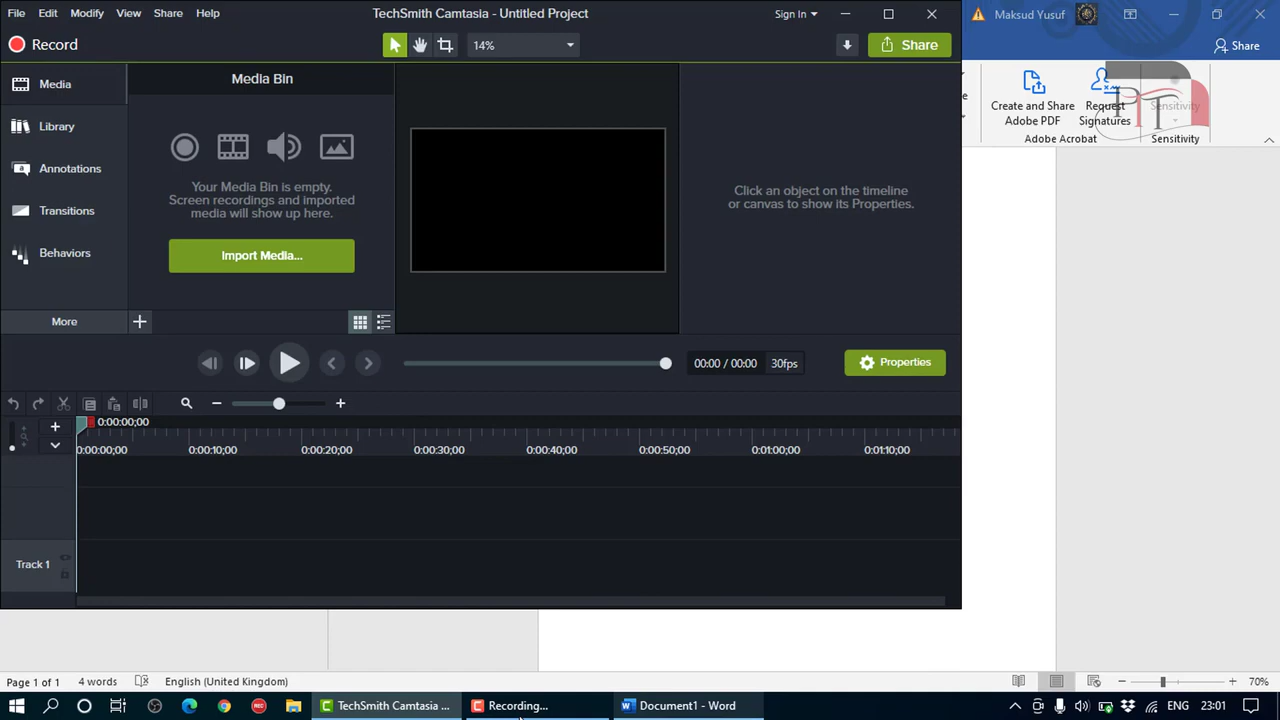 File Edit Modify View Share Help TechSmith Camtasia - Untitled Project Sign In Maksud Yusuf
Record 14% Share Share
Media Media Bin
Library
Annotations
Transitions
Behaviors
More
Your Media Bin is empty.
Screen recordings and imported
media will show up here.
Import Media...
Click an object on the timeline
or canvas to show its Properties.
Create and Share
Adobe PDF
Request
Signatures
Adobe Acrobat
Sensitivity
Sensitivity
PTT
00:00 / 00:00 30fps Properties
0:00:00;00
0:00:00;00 0:00:10;00 0:00:20;00 0:00:30;00 0:00:40;00 0:00:50;00 0:01:00;00 0:01:10;00
Track 1
Page 1 of 1 4 words English (United Kingdom) 70%
REC TechSmith Camtasia ... Recording... Document1 - Word ENG 23:01